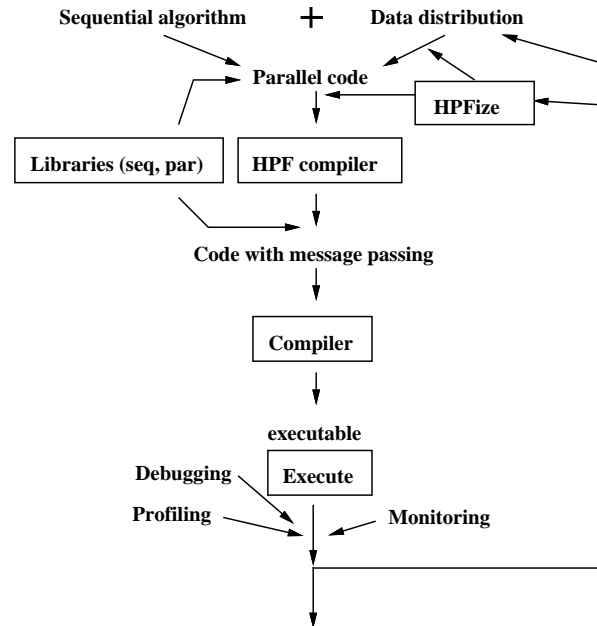 Sequential algorithm + Data distribution
Parallel code
HPFize
Libraries (seq, par)
HPF compiler
Code with message passing
Compiler
executable
Execute
Debugging
Profiling
Monitoring